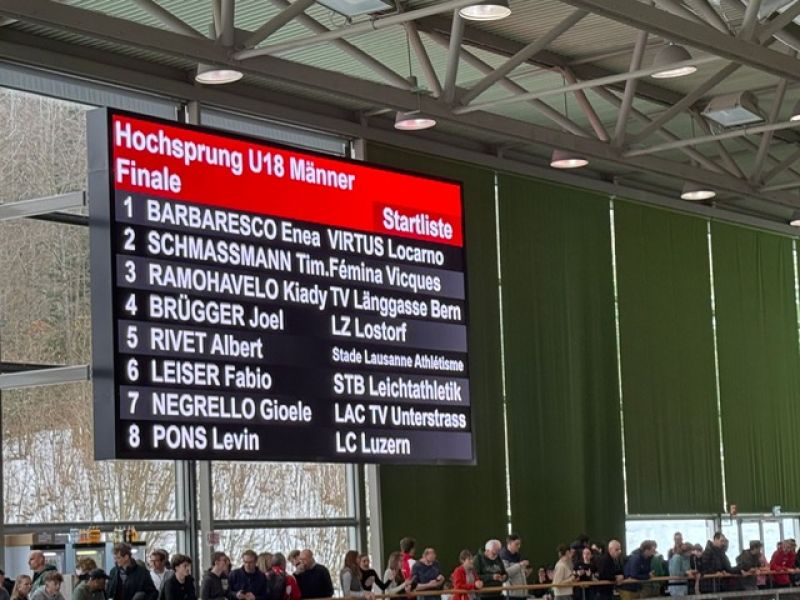 Hochsprung U18 Männer
Finale
Startliste
1 BARBARESCO Enea VIRTUS Locarno
2 SCHMASSMANN Tim. Fémina Vicques
3 RAMOHAVELO Kiady TV Länggasse Bern
4 BRÜGGER Joel LZ Lostorf
5 RIVET Albert Stade Lausanne Athlétisme
6 LEISER Fabio STB Leichtathletik
7 NEGRELLO Gioele LAC TV Unterstrass
8 PONS Levin LC Luzern